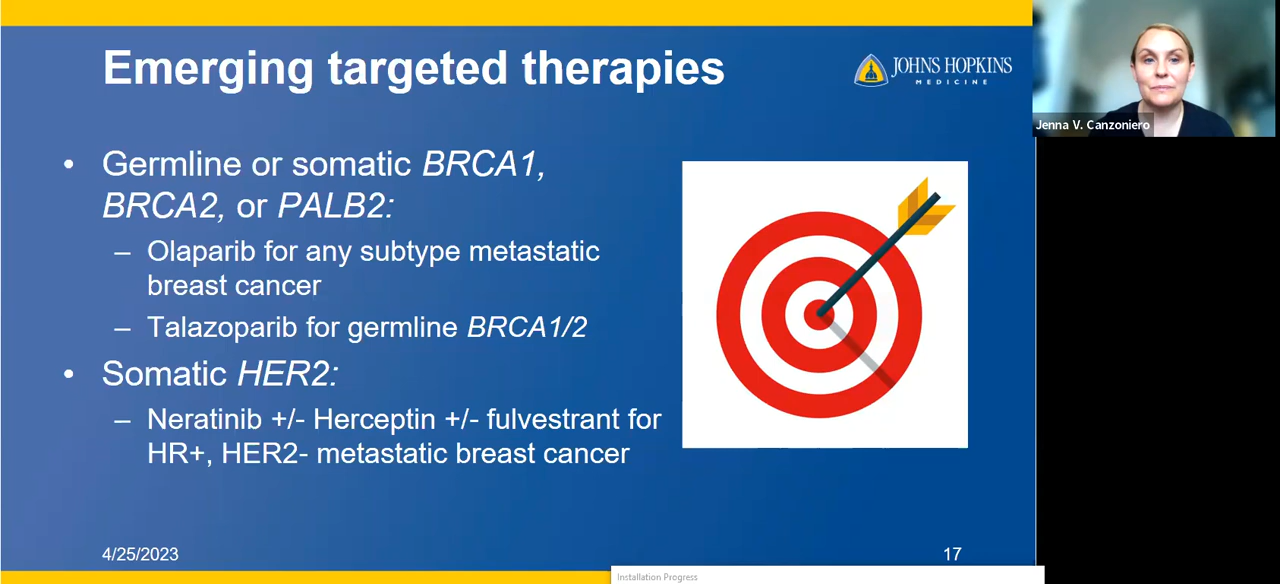 Emerging targeted therapies
JOHNS HOPKINS
MEDICINE
Jenna V. Canzoniero
• Germline or somatic BRCA1,
BRCA2, or PALB2:
– Olaparib for any subtype metastatic
breast cancer
– Talazoparib for germline BRCA1/2
• Somatic HER2:
– Neratinib +/- Herceptin +/- fulvestrant for
HR+, HER2- metastatic breast cancer
4/25/2023
17
Installation Progress